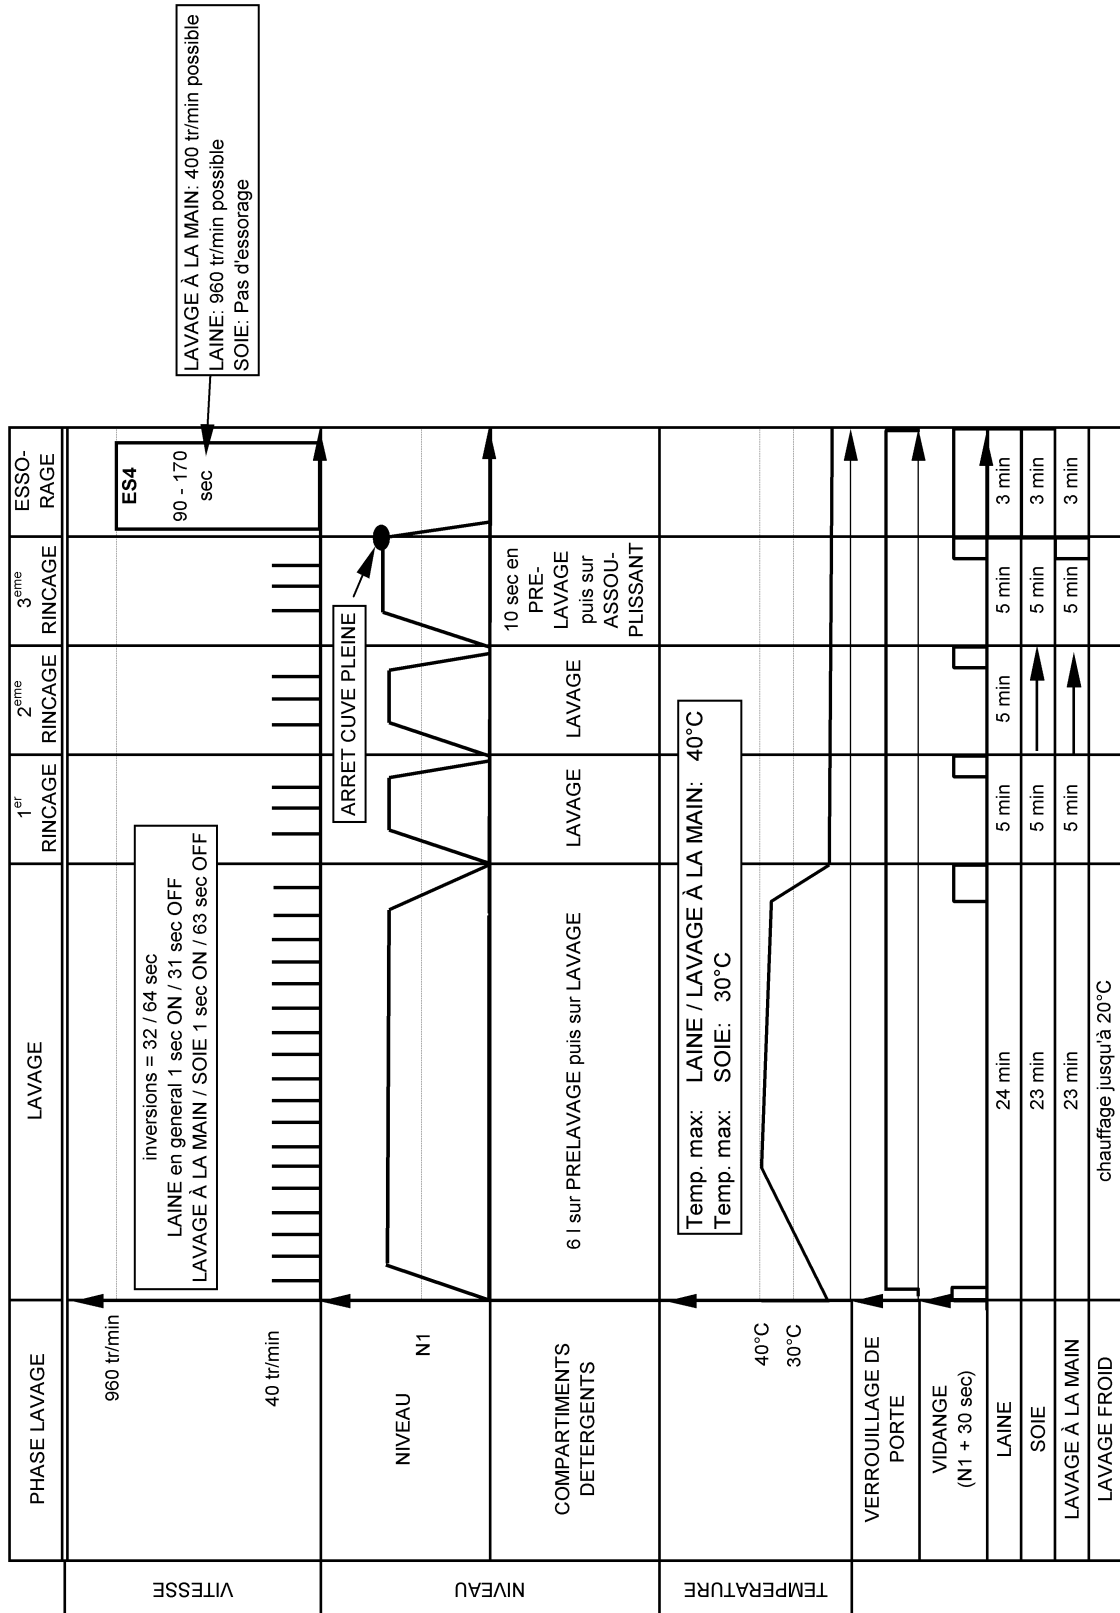 PHASE LAVAGE
LAVAGE
1er
RINCAGE
2eme
RINCAGE
3eme
RINCAGE
ESSO-
RAGE
VITESSE
960 tr/min
40 tr/min
inversions = 32 / 64 sec
LAINE en general 1 sec ON / 31 sec OFF
LAVAGE À LA MAIN / SOIE 1 sec ON / 63 sec OFF
ES4
90 - 170
sec
LAVAGE À LA MAIN: 400 tr/min possible
LAINE: 960 tr/min possible
SOIE: Pas d'essorage
NIVEAU
NIVEAU
N1
ARRET CUVE PLEINE
COMPARTIMENTS
DETERGENTS
6 l sur PRELAVAGE puis sur LAVAGE
LAVAGE
LAVAGE
10 sec en
PRE-
LAVAGE
puis sur
ASSOU-
PLISSANT
TEMPERATURE
40°C
30°C
Temp. max: LAINE / LAVAGE À LA MAIN: 40°C
Temp. max: SOIE: 30°C
VERROUILLAGE DE
PORTE
VIDANGE
(N1 + 30 sec)
LAINE
24 min
5 min
5 min
5 min
3 min
SOIE
23 min
5 min
5 min
3 min
LAVAGE À LA MAIN
23 min
5 min
5 min
3 min
LAVAGE FROID
chauffage jusqu'à 20°C